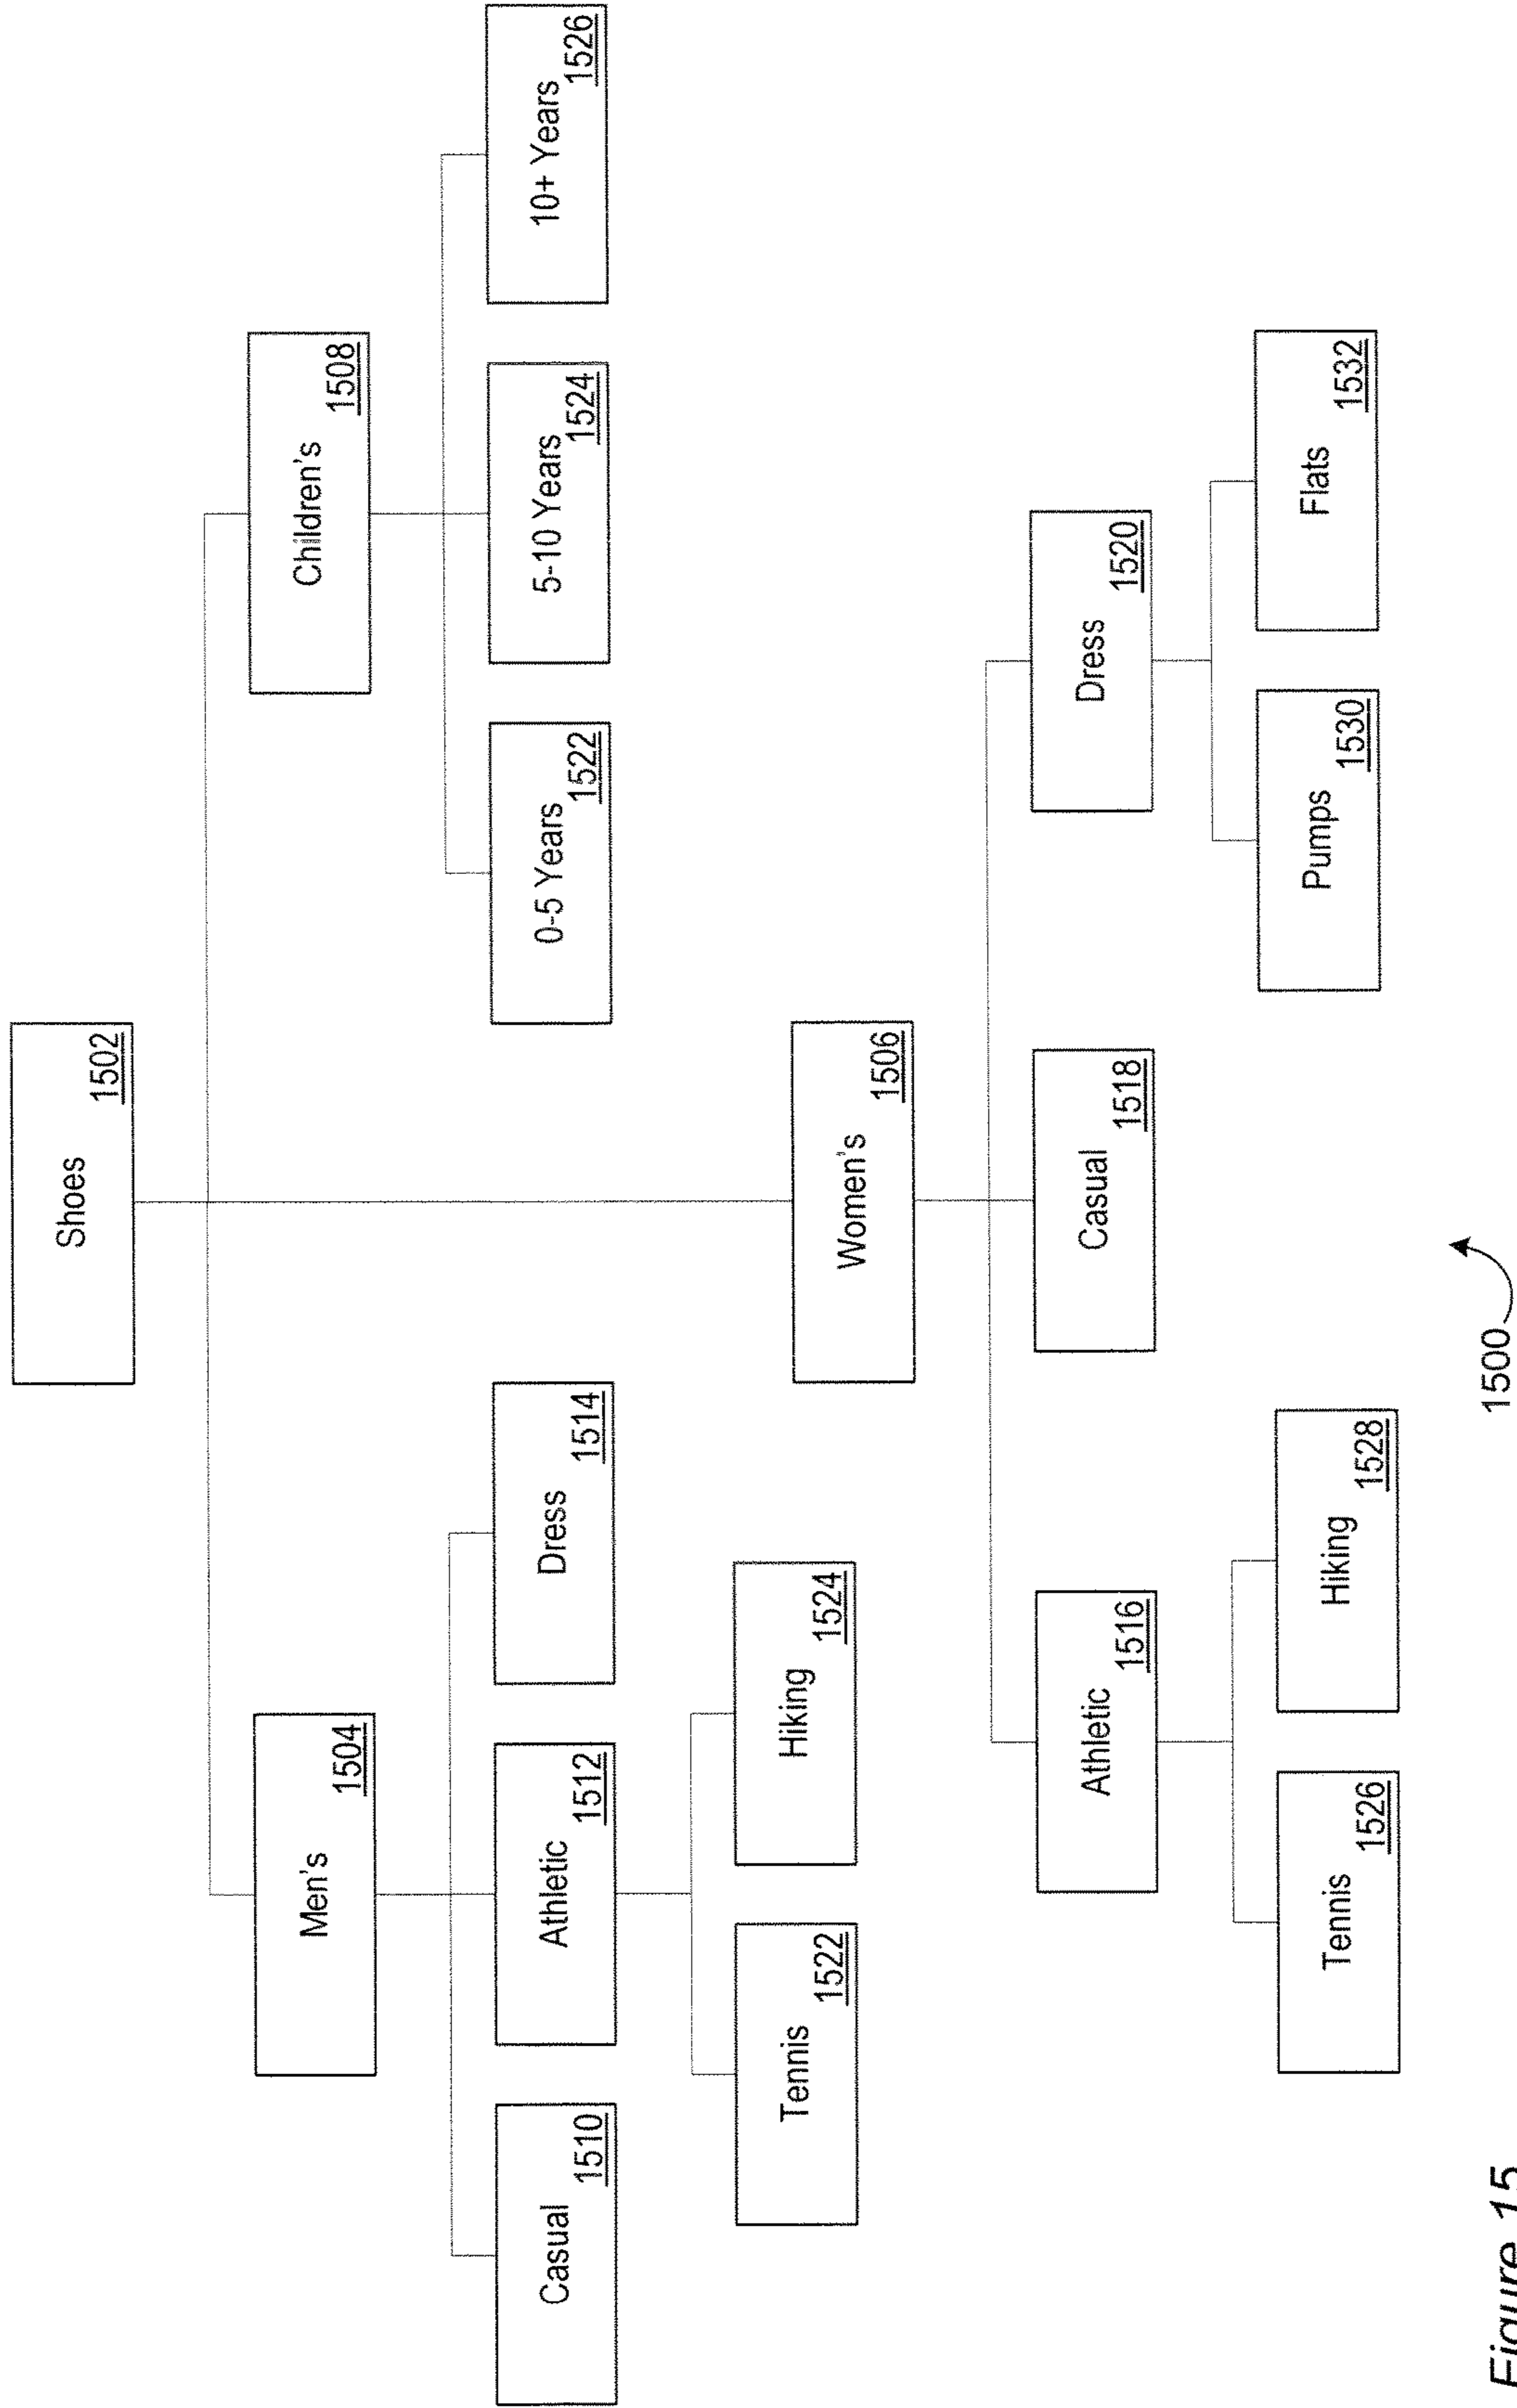 Shoes
1502
Men's
1504
Children's
1508
Casual
1510
Athletic
1512
Dress
1514
0-5 Years
1522
5-10 Years
1524
10+ Years
1526
Tennis
1522
Hiking
1524
Women's
1506
Athletic
1516
Casual
1518
Dress
1520
Tennis
1526
Hiking
1528
Pumps
1530
Flats
1532
1500
Figure 15